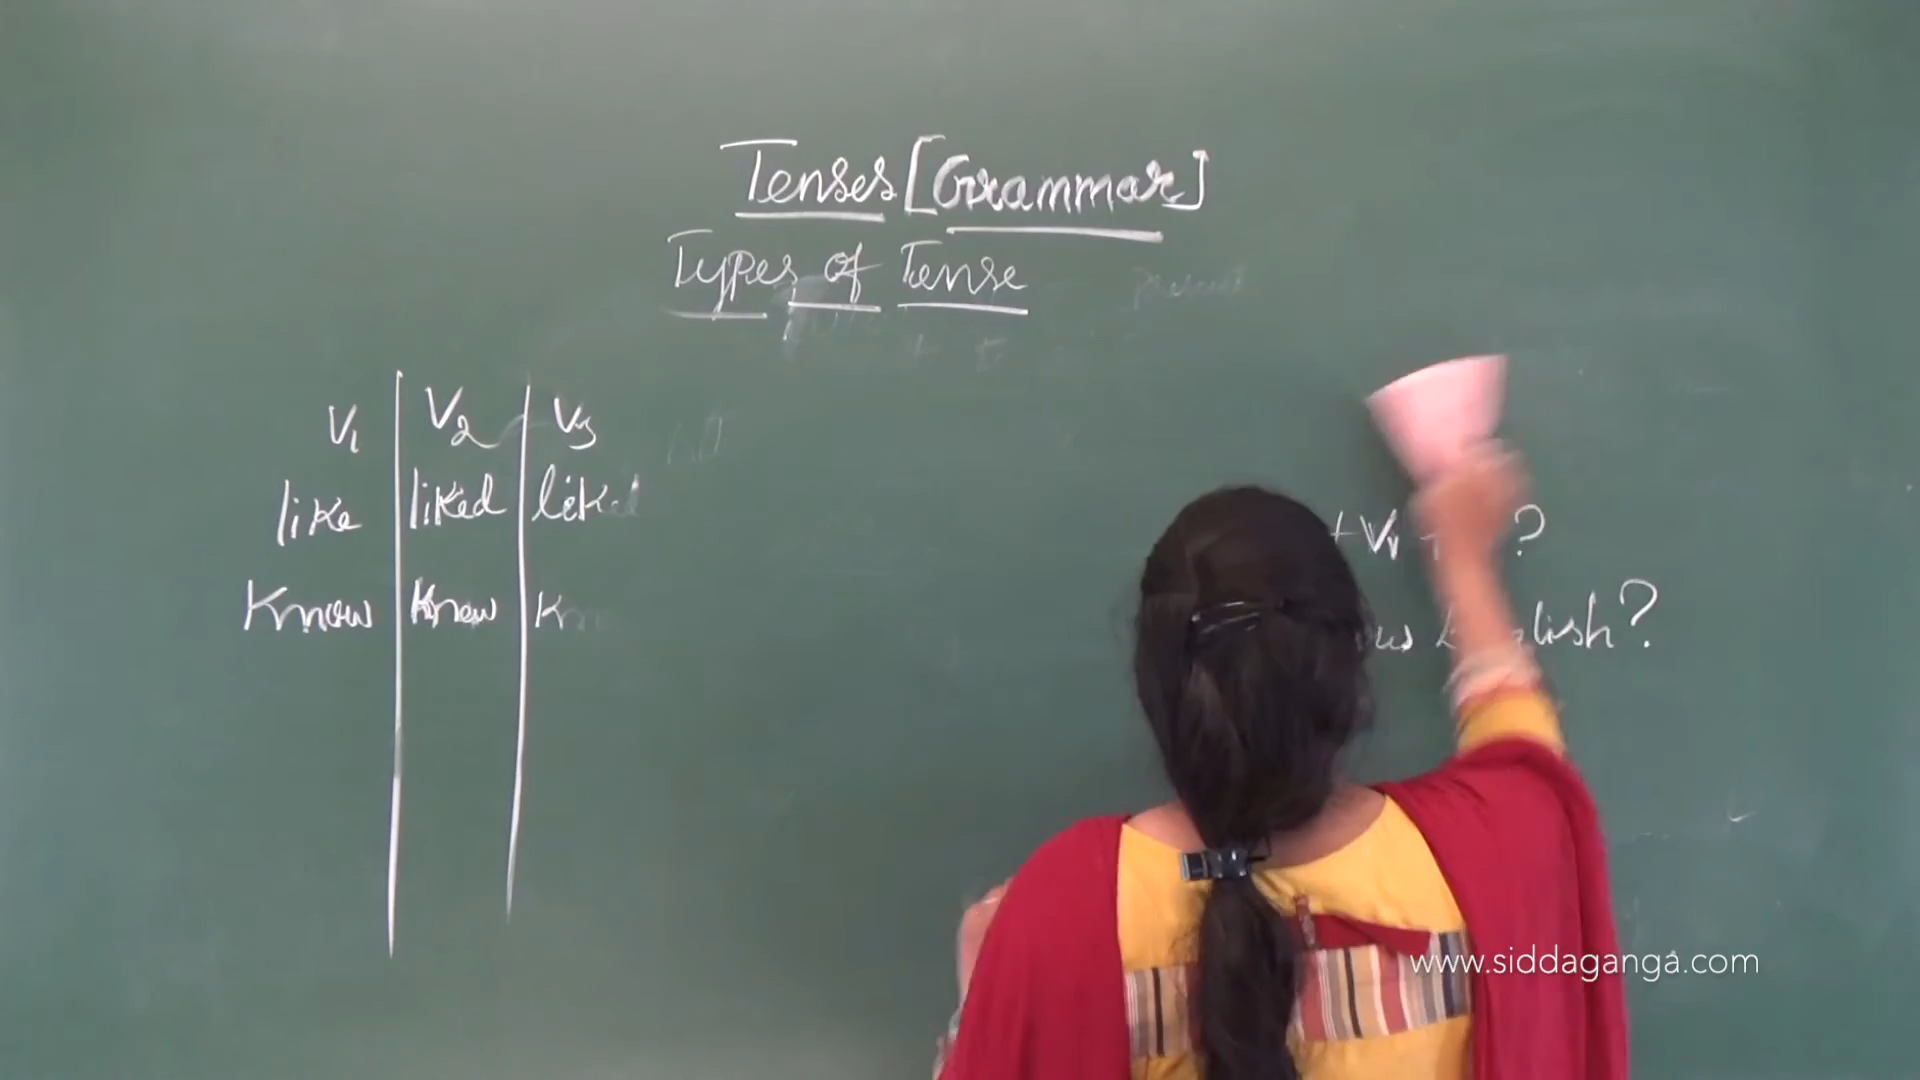 Tenses [Grammar]
Types of Tense
V1 V2 V3
like liked liked
Know Knew
+V1 + ?
English?
www.siddaganga.com